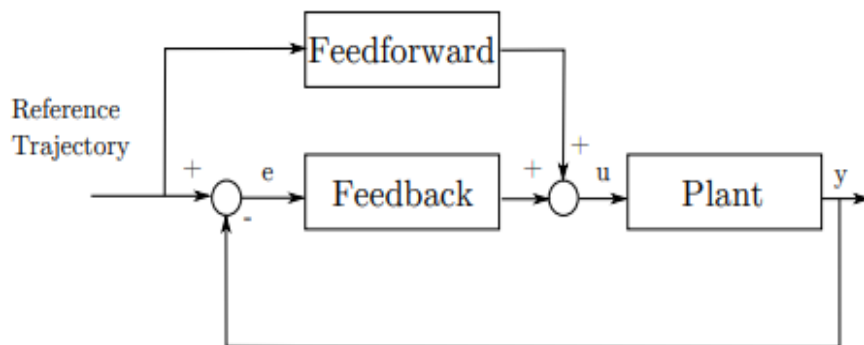 Feedforward
Reference
Trajectory
+
+
e
+
u
y
Feedback
Plant
-